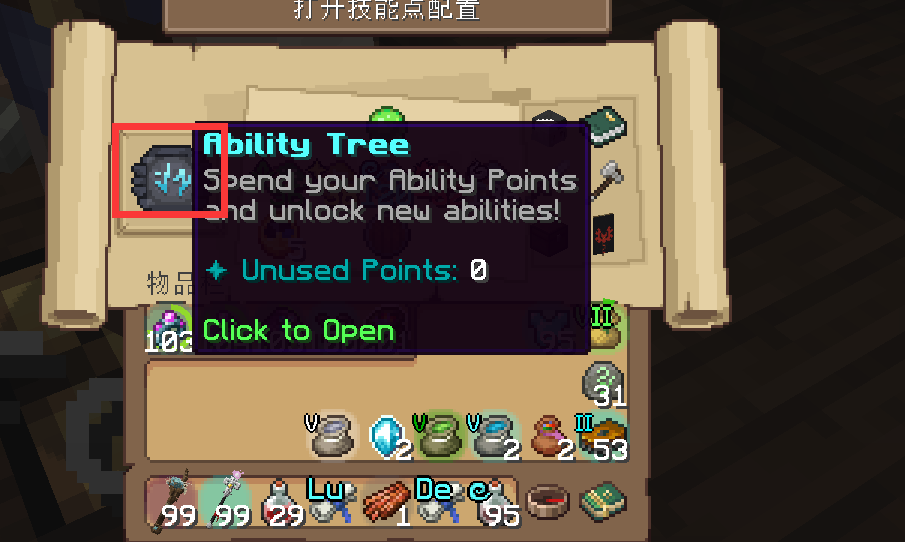 打开技能点配置
Ability Tree
Spend your Ability Points
and unlock new abilities!
Unused Points: 0
物品
Click to Open
103
95
VII
31
V
2
V
V
2
2
II
53
99
99
29
Lu
1
De
e
95